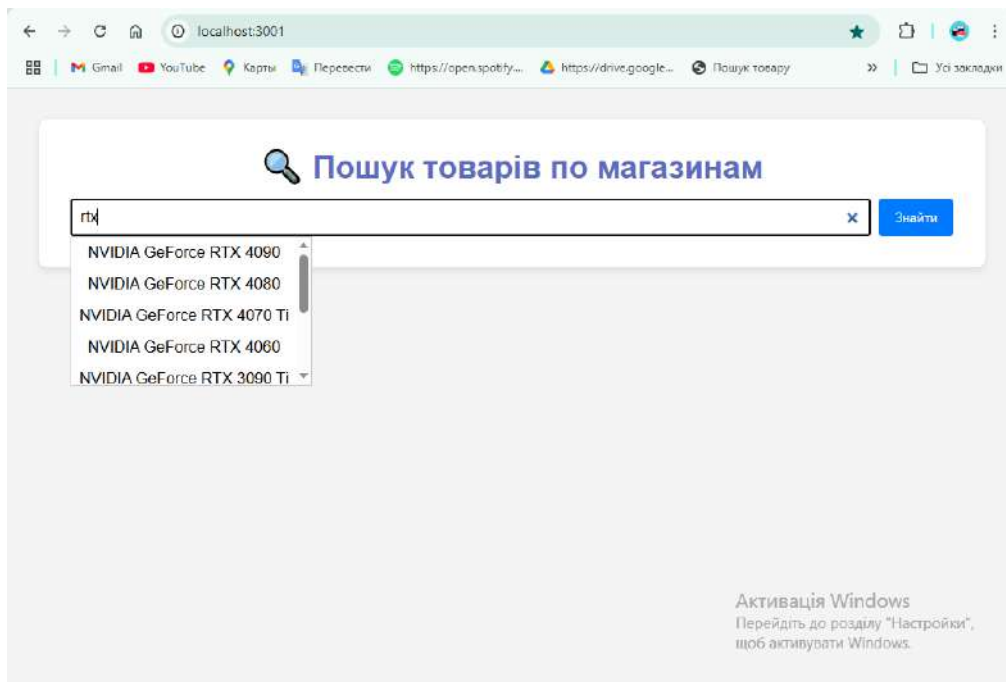 localhost:3001
Gmail YouTube Карты Перевести https://open.spotify,... https://drive.google... Пошук товару » Усі закладки
Пошук товарів по магазинам
rtx × Знайти
NVIDIA GeForce RTX 4090
NVIDIA GeForce RTX 4080
NVIDIA GeForce RTX 4070 Ti
NVIDIA GeForce RTX 4060
NVIDIA GeForce RTX 3090 Ti
Активація Windows
Перейдіть до розділу "Настройки",
щоб активувати Windows.